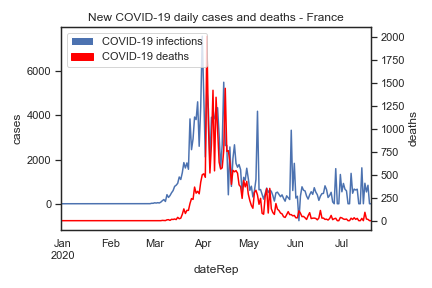 New COVID-19 daily cases and deaths - France
COVID-19 infections
COVID-19 deaths
6000
4000
2000
0
cases
2000
1750
1500
1250
1000
750
500
250
0
deaths
Jan Feb Mar Apr May Jun Jul
2020
dateRep